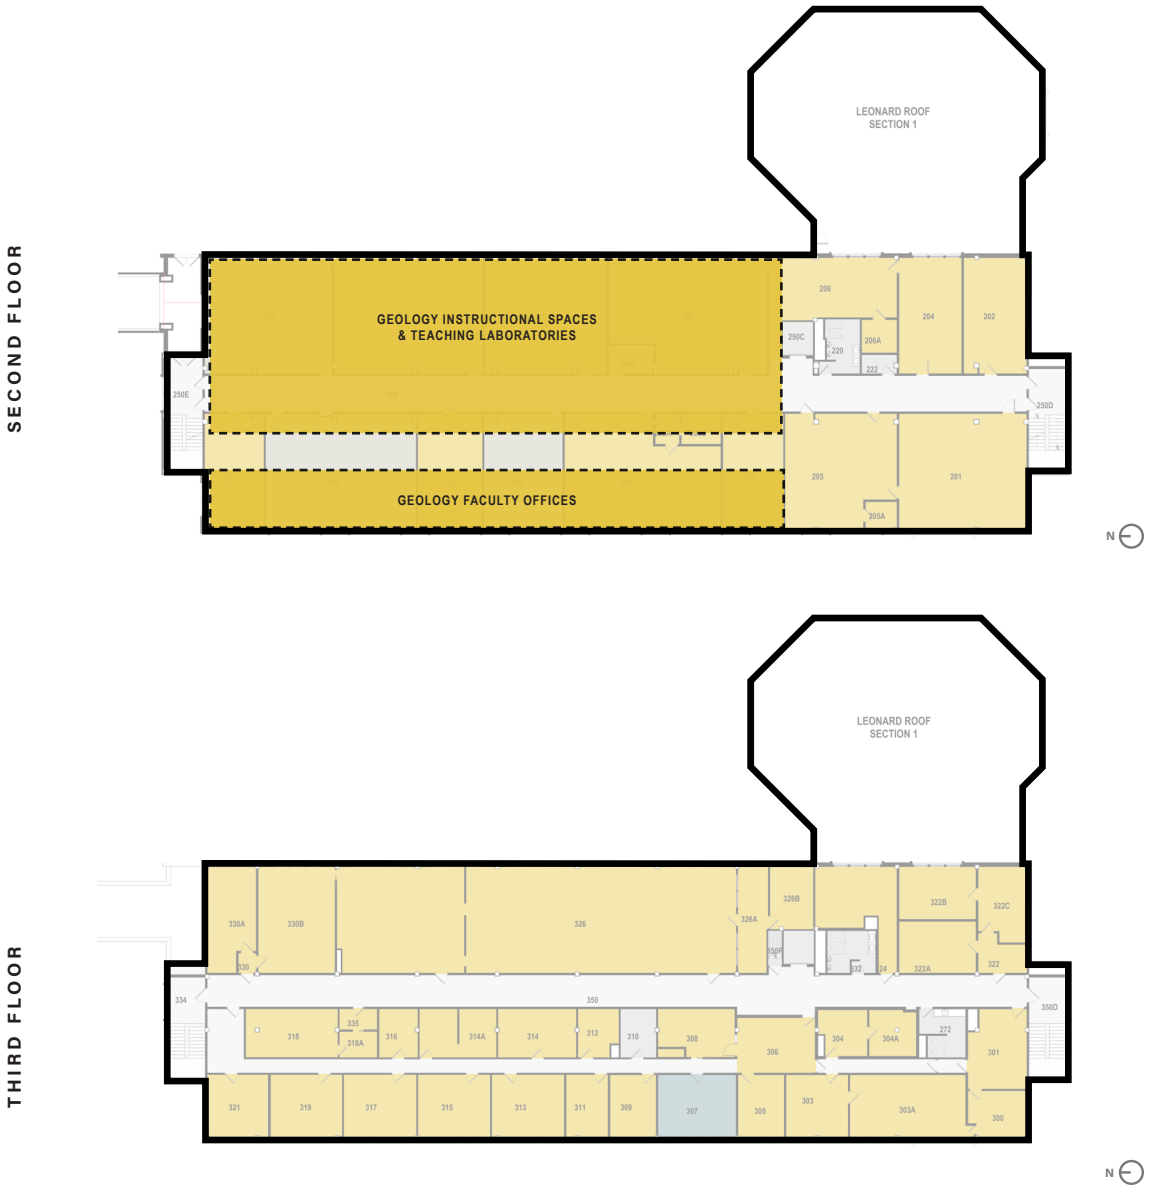 SECOND FLOOR
LEONARD ROOF
SECTION 1
GEOLOGY INSTRUCTIONAL SPACES
& TEACHING LABORATORIES
206
204
202
250C
220
206A
222
250E
250D
205
201
205A
GEOLOGY FACULTY OFFICES
N
THIRD FLOOR
LEONARD ROOF
SECTION 1
330A
330B
326
326A
326B
322B
322C
350F
330
332
24
322A
322
334
350
350D
318
335
318A
316
314A
314
312
310
308
306
304
304A
272
301
321
319
317
315
313
311
309
307
305
303
303A
300
N